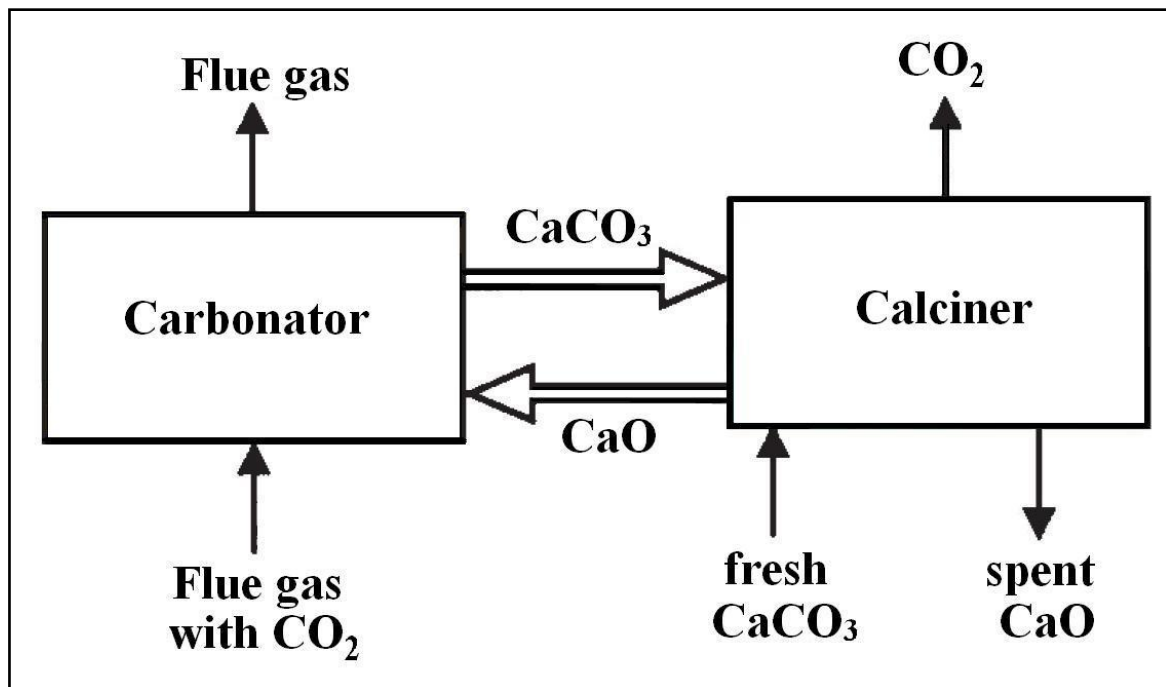 Flue gas
CO₂
CaCO₃
Carbonator
Calciner
CaO
Flue gas
with CO₂
fresh
CaCO₃
spent
CaO